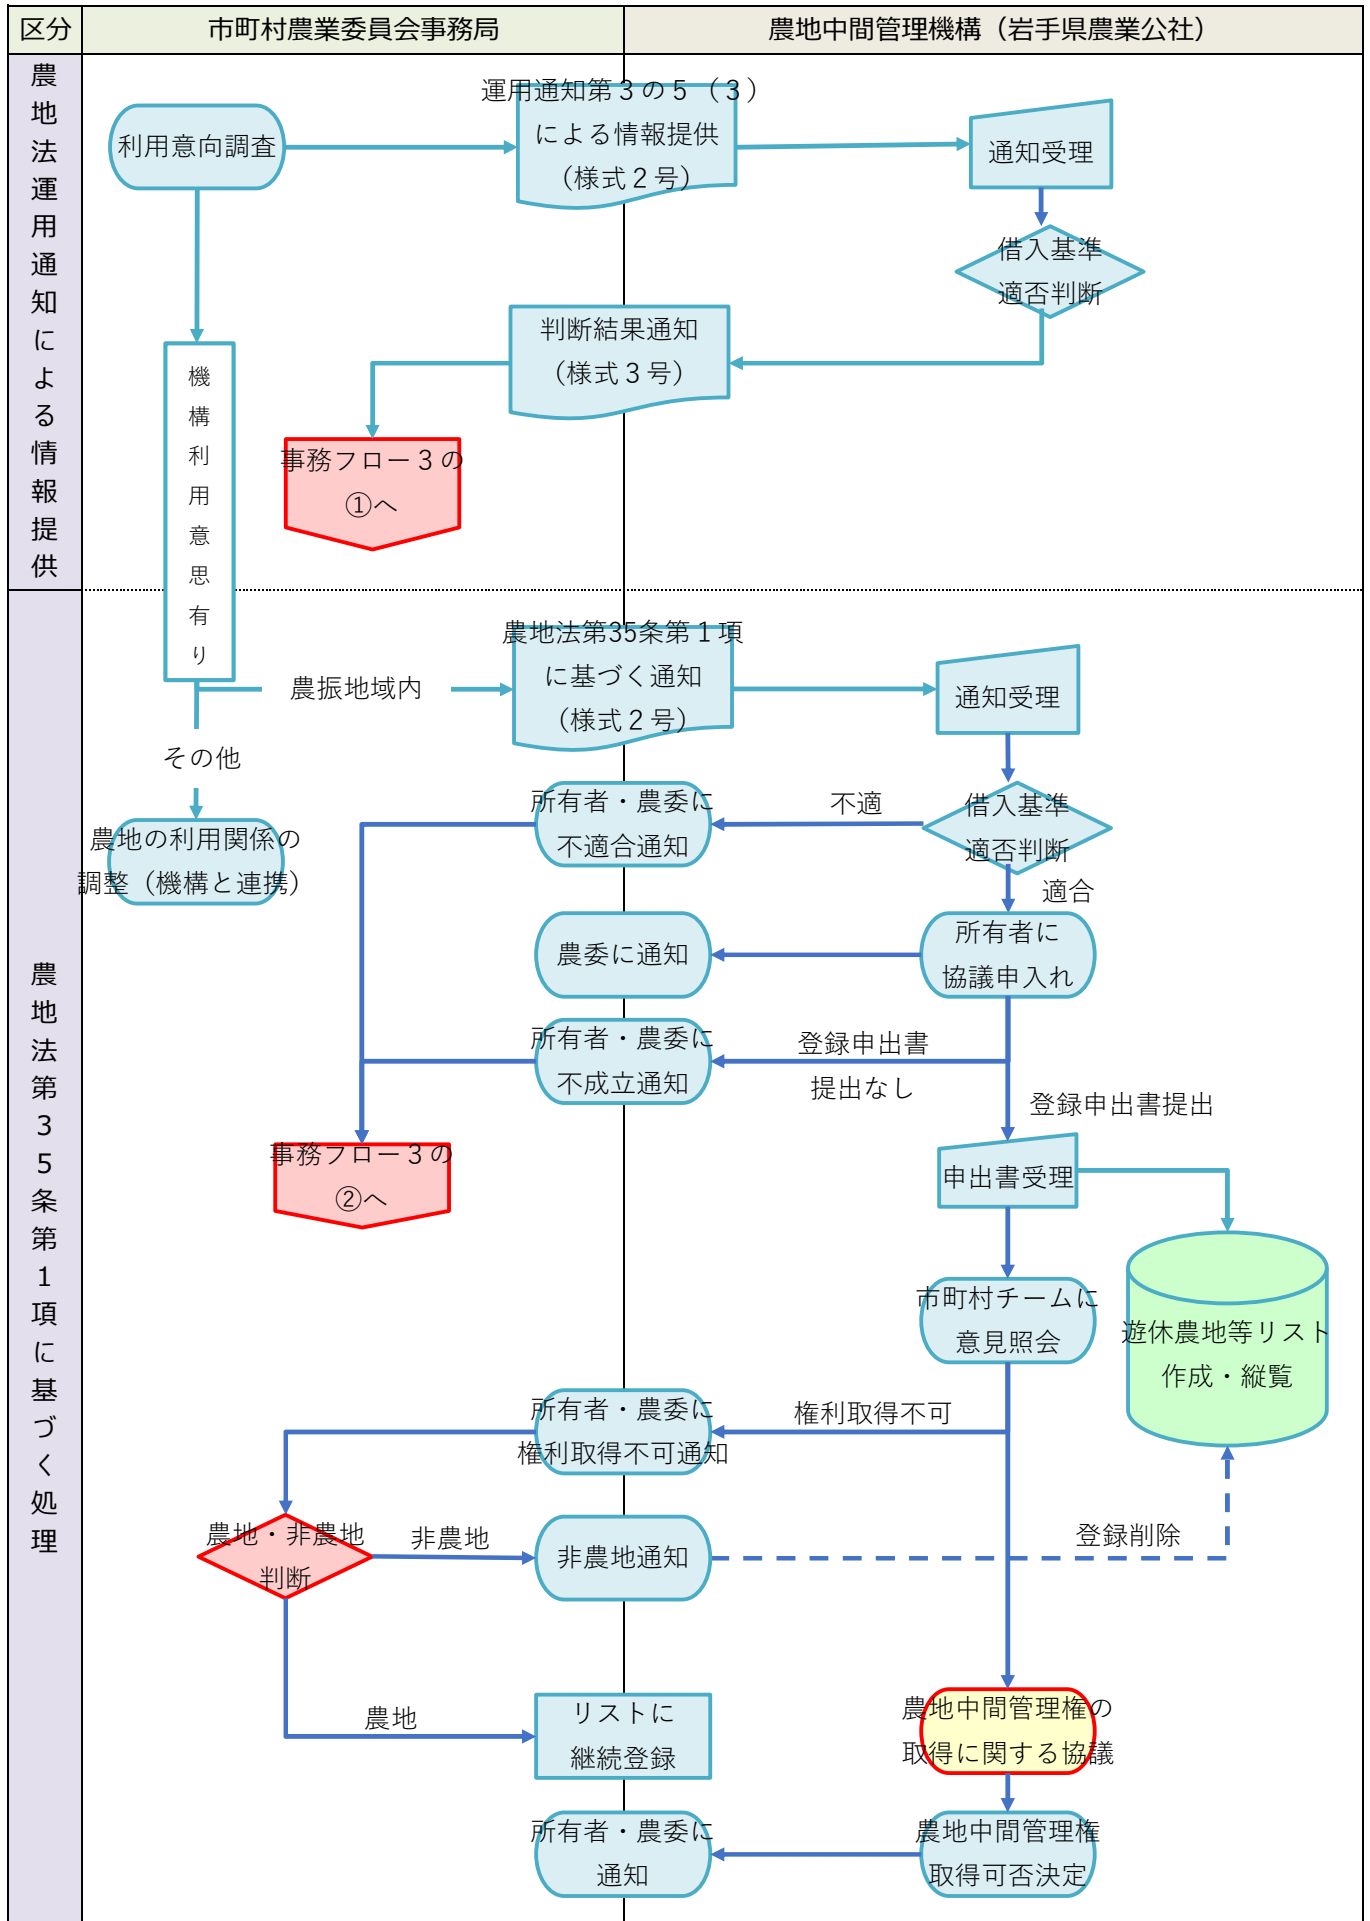 区分
市町村農業委員会事務局
農地中間管理機構（岩手県農業公社）
農地法運用通知による情報提供
利用意向調査
運用通知第３の５（３）
による情報提供
（様式２号）
通知受理
借入基準
適否判断
判断結果通知
（様式３号）
機構利用意思有り
事務フロー３の
①へ
農地法第３５条第１項に基づく処理
農地法第35条第１項
に基づく通知
（様式２号）
農振地域内
通知受理
その他
農地の利用関係の
調整（機構と連携）
所有者・農委に
不適合通知
不適
借入基準
適否判断
適合
農委に通知
所有者に
協議申入れ
所有者・農委に
不成立通知
登録申出書
提出なし
登録申出書提出
事務フロー３の
②へ
申出書受理
市町村チームに
意見照会
遊休農地等リスト
作成・縦覧
所有者・農委に
権利取得不可通知
権利取得不可
農地・非農地
判断
非農地
非農地通知
登録削除
農地
リストに
継続登録
農地中間管理権の
取得に関する協議
所有者・農委に
通知
農地中間管理権
取得可否決定